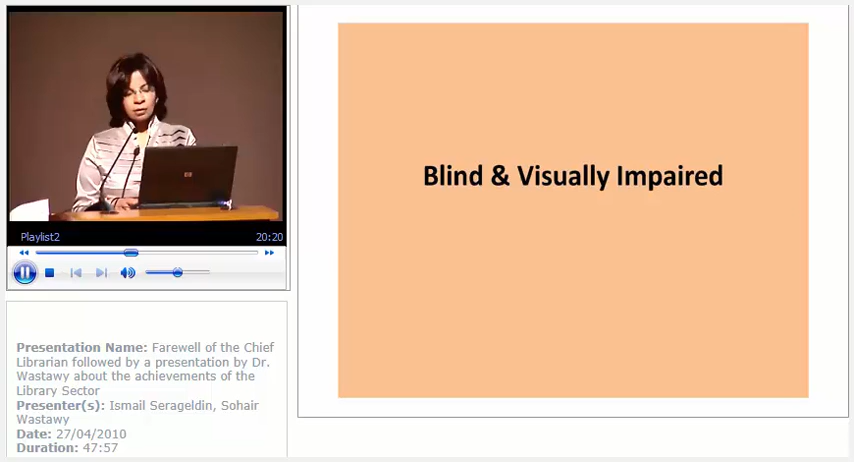 Blind & Visually Impaired
hp
Playlist2
20:20
Presentation Name: Farewell of the Chief
Librarian followed by a presentation by Dr.
Wastawy about the achievements of the
Library Sector
Presenter(s): Ismail Serageldin, Sohair
Wastawy
Date: 27/04/2010
Duration: 47:57